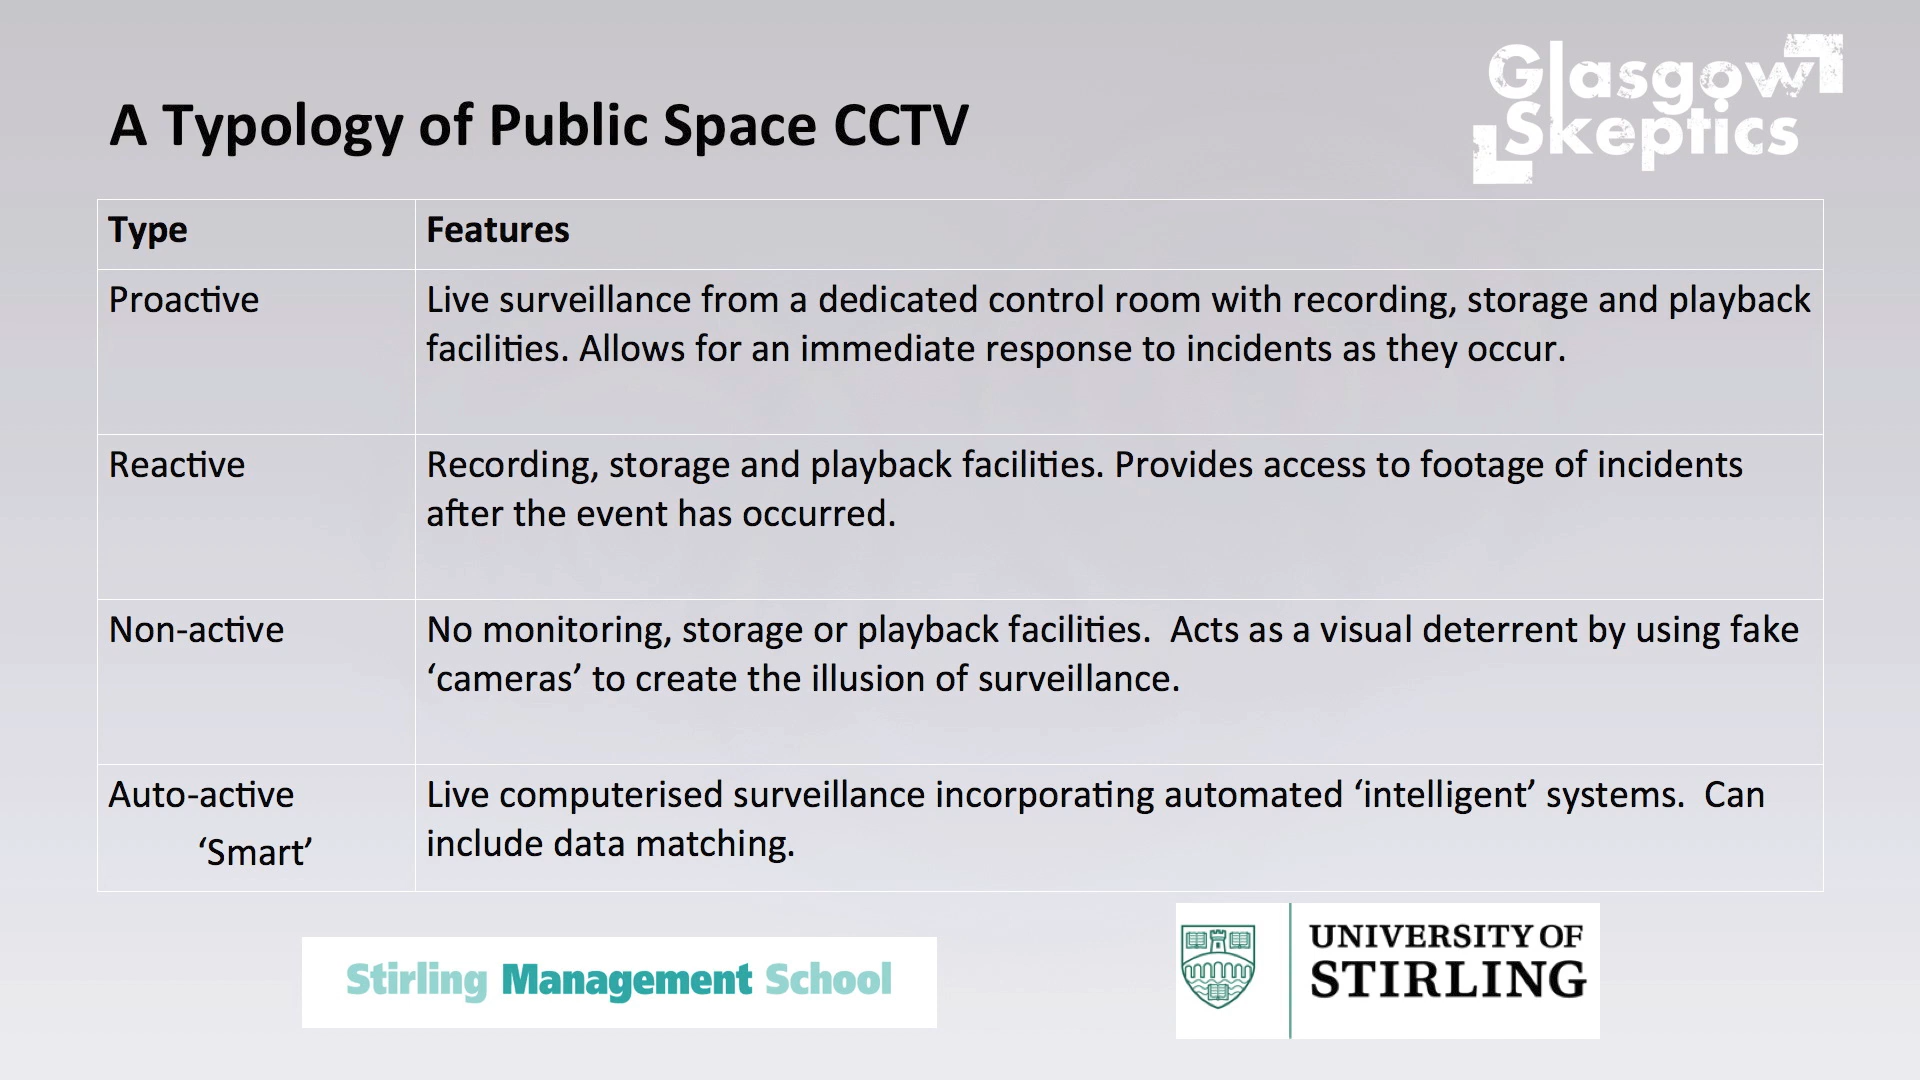 Glasgow
Skeptics
A Typology of Public Space CCTV
Type
Features
Proactive
Live surveillance from a dedicated control room with recording, storage and playback
facilities. Allows for an immediate response to incidents as they occur.
Reactive
Recording, storage and playback facilities. Provides access to footage of incidents
after the event has occurred.
Non-active
No monitoring, storage or playback facilities.  Acts as a visual deterrent by using fake
‘cameras’ to create the illusion of surveillance.
Auto-active
‘Smart’
Live computerised surveillance incorporating automated ‘intelligent’ systems.  Can
include data matching.
Stirling Management School
UNIVERSITY OF
STIRLING